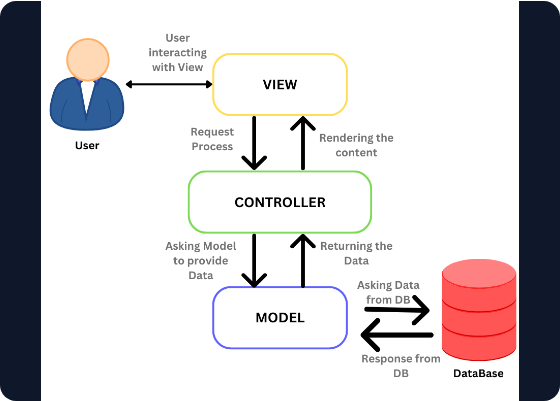 User
interacting
with View
VIEW
User
Request
Process
Rendering the
content
CONTROLLER
Asking Model
to provide
Data
Returning the
Data
Asking Data
from DB
MODEL
Response from
DB
DataBase